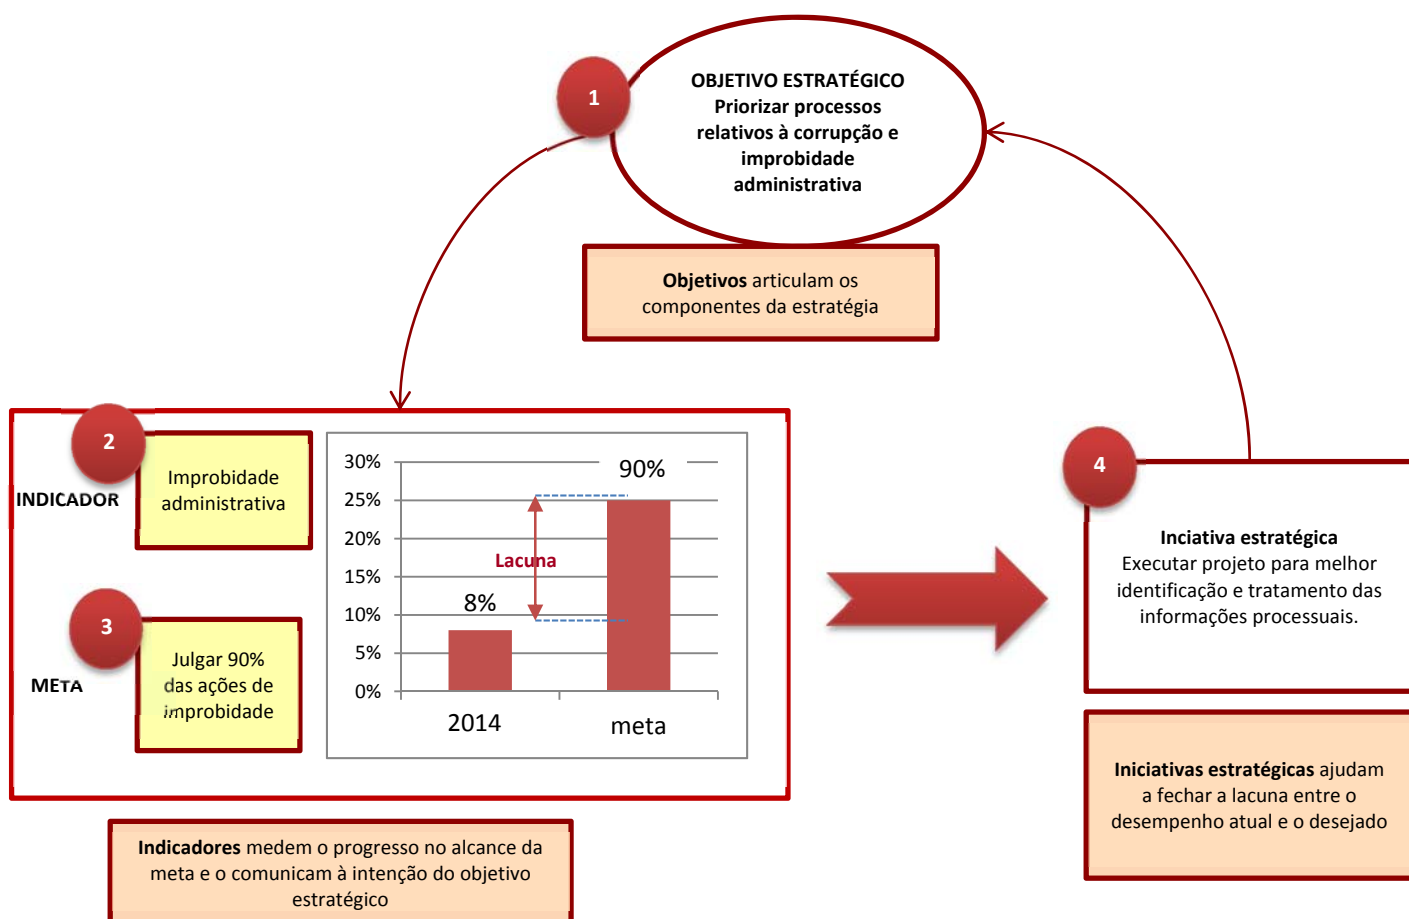 1
OBJETIVO ESTRATÉGICO
Priorizar processos
relativos à corrupção e
improbidade
administrativa
Objetivos articulam os
componentes da estratégia
2
INDICADOR
Improbidade
administrativa
3
META
Julgar 90%
das ações de
improbidade
30%
25%
20%
15%
10%
5%
0%
90%
Lacuna
8%
2014
meta
Indicadores medem o progresso no alcance da
meta e o comunicam à intenção do objetivo
estratégico
4
Inciativa estratégica
Executar projeto para melhor
identificação e tratamento das
informações processuais.
Iniciativas estratégicas ajudam
a fechar a lacuna entre o
desempenho atual e o desejado